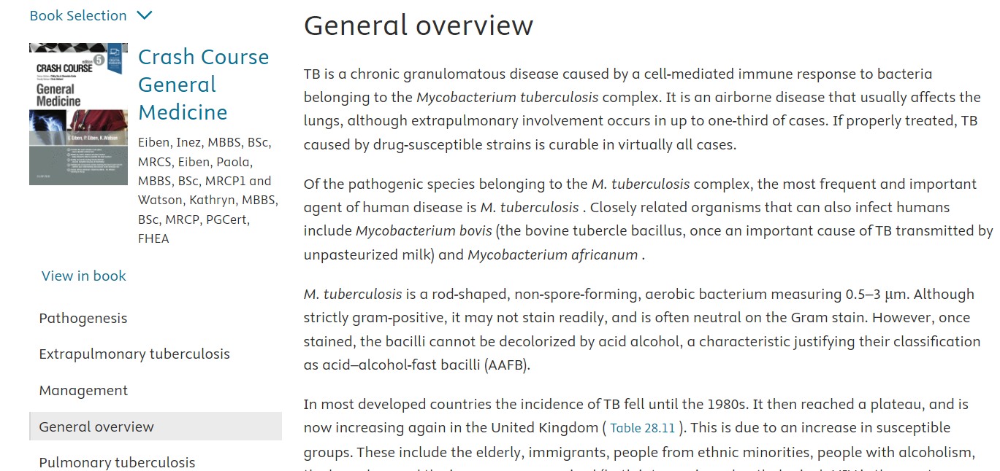 Book Selection
CRASH COURSE
edition 5
General
Medicine
I. Eiben, P. Eiben, K.Watson
Crash Course
General
Medicine
Eiben, Inez, MBBS, BSc,
MRCS, Eiben, Paola,
MBBS, BSc, MRCP1 and
Watson, Kathryn, MBBS,
BSc, MRCP, PGCert,
FHEA
View in book
Pathogenesis
Extrapulmonary tuberculosis
Management
General overview
Pulmonary tuberculosis
General overview
TB is a chronic granulomatous disease caused by a cell-mediated immune response to bacteria
belonging to the Mycobacterium tuberculosis complex. It is an airborne disease that usually affects the
lungs, although extrapulmonary involvement occurs in up to one-third of cases. If properly treated, TB
caused by drug-susceptible strains is curable in virtually all cases.
Of the pathogenic species belonging to the M. tuberculosis complex, the most frequent and important
agent of human disease is M. tuberculosis . Closely related organisms that can also infect humans
include Mycobacterium bovis (the bovine tubercle bacillus, once an important cause of TB transmitted by
unpasteurized milk) and Mycobacterium africanum .
M. tuberculosis is a rod-shaped, non-spore-forming, aerobic bacterium measuring 0.5–3 μm. Although
strictly gram-positive, it may not stain readily, and is often neutral on the Gram stain. However, once
stained, the bacilli cannot be decolorized by acid alcohol, a characteristic justifying their classification
as acid–alcohol-fast bacilli (AAFB).
In most developed countries the incidence of TB fell until the 1980s. It then reached a plateau, and is
now increasing again in the United Kingdom ( Table 28.11 ). This is due to an increase in susceptible
groups. These include the elderly, immigrants, people from ethnic minorities, people with alcoholism,